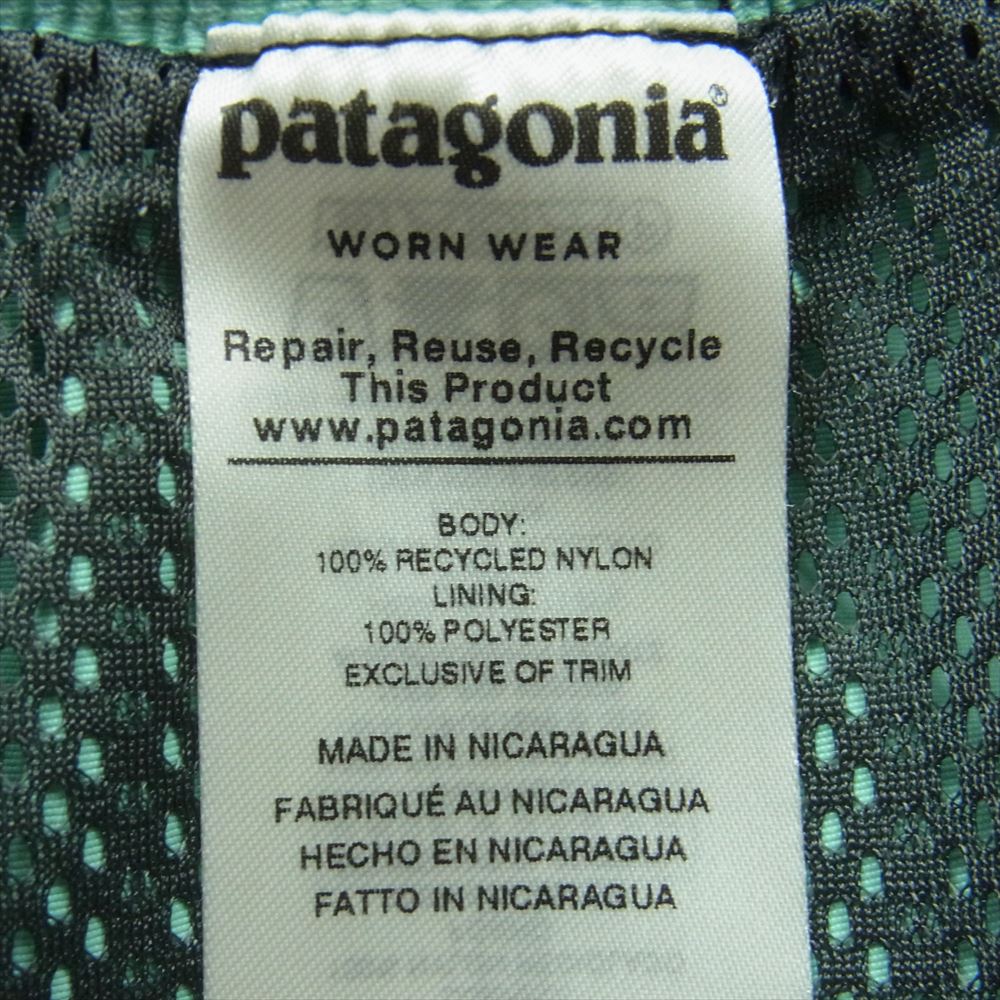 patagonia®
WORN WEAR
Repair, Reuse, Recycle
This Product
www.patagonia.com
BODY:
100% RECYCLED NYLON
LINING:
100% POLYESTER
EXCLUSIVE OF TRIM
MADE IN NICARAGUA
FABRIQUÉ AU NICARAGUA
HECHO EN NICARAGUA
FATTO IN NICARAGUA